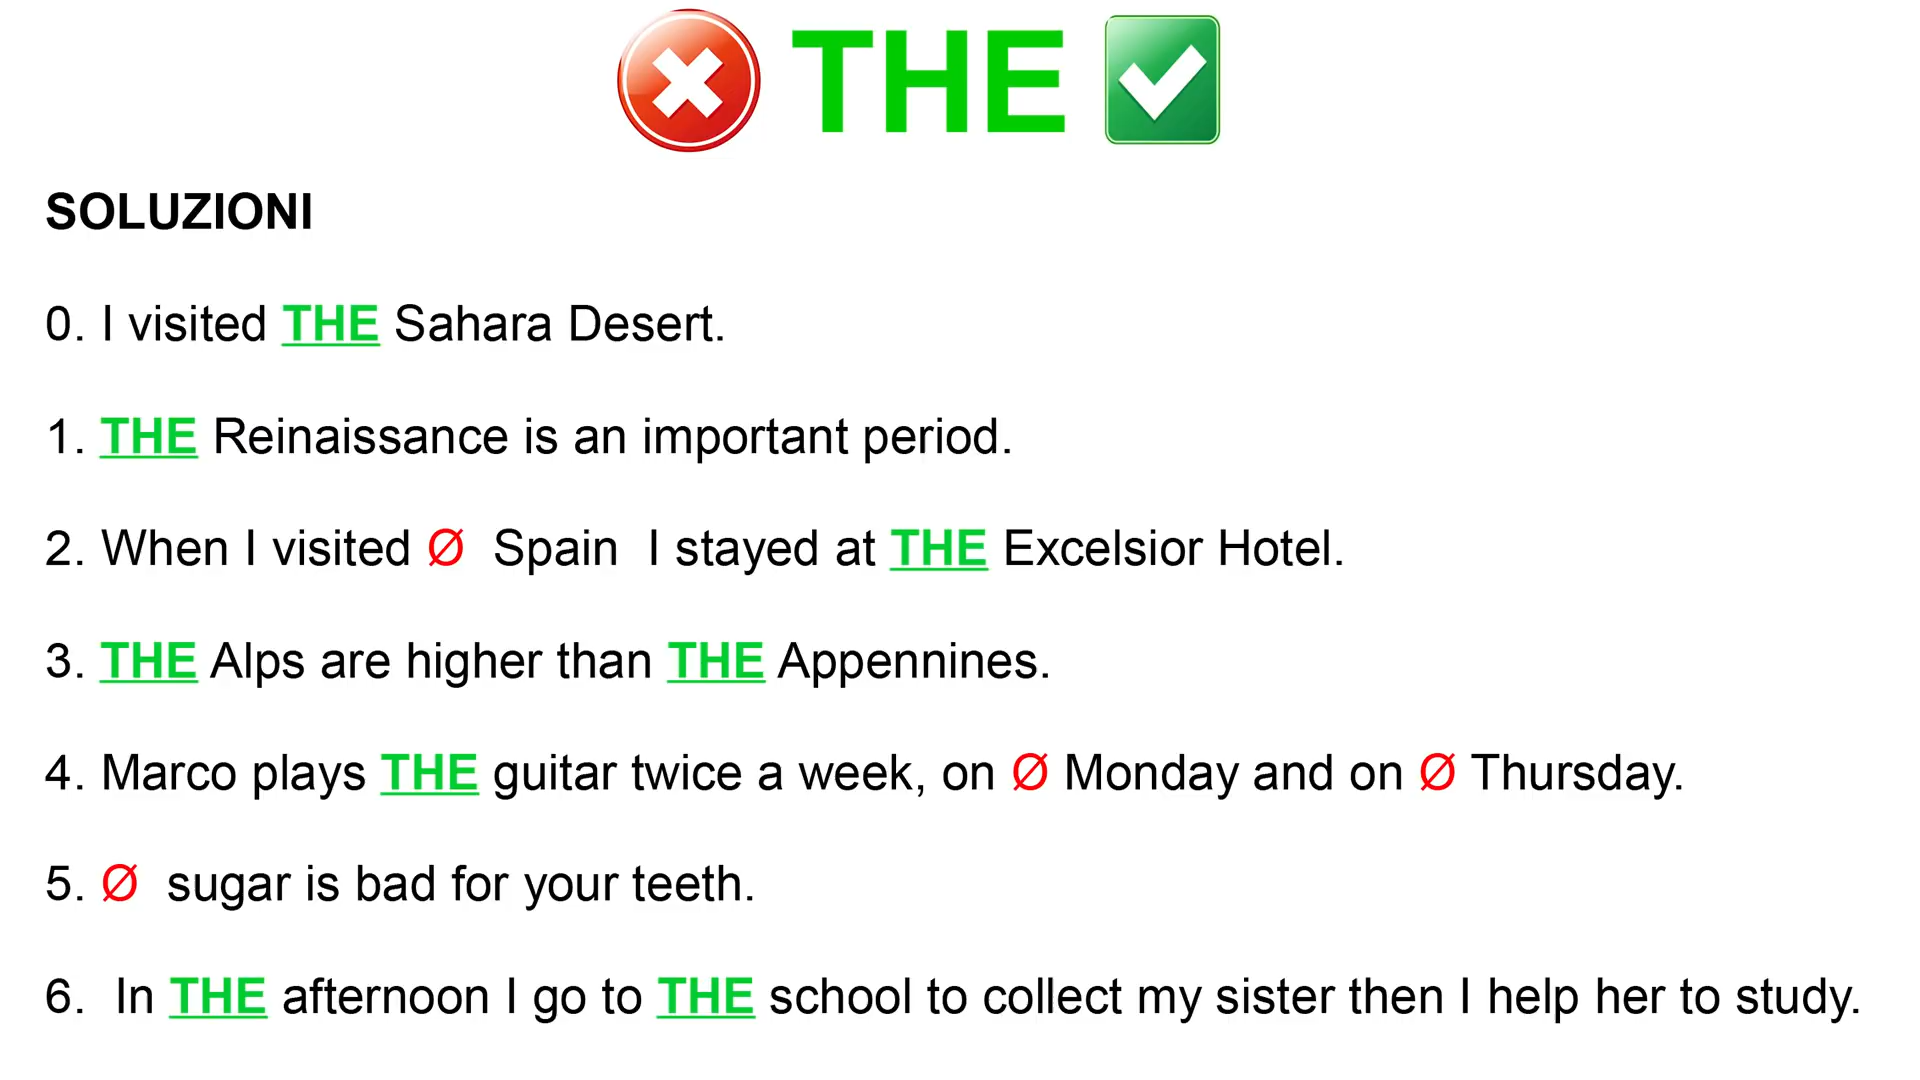 THE
SOLUZIONI
0. I visited THE Sahara Desert.
1. THE Reinaissance is an important period.
2. When I visited Ø Spain I stayed at THE Excelsior Hotel.
3. THE Alps are higher than THE Appennines.
4. Marco plays THE guitar twice a week, on Ø Monday and on Ø Thursday.
5. Ø sugar is bad for your teeth.
6. In THE afternoon I go to THE school to collect my sister then I help her to study.